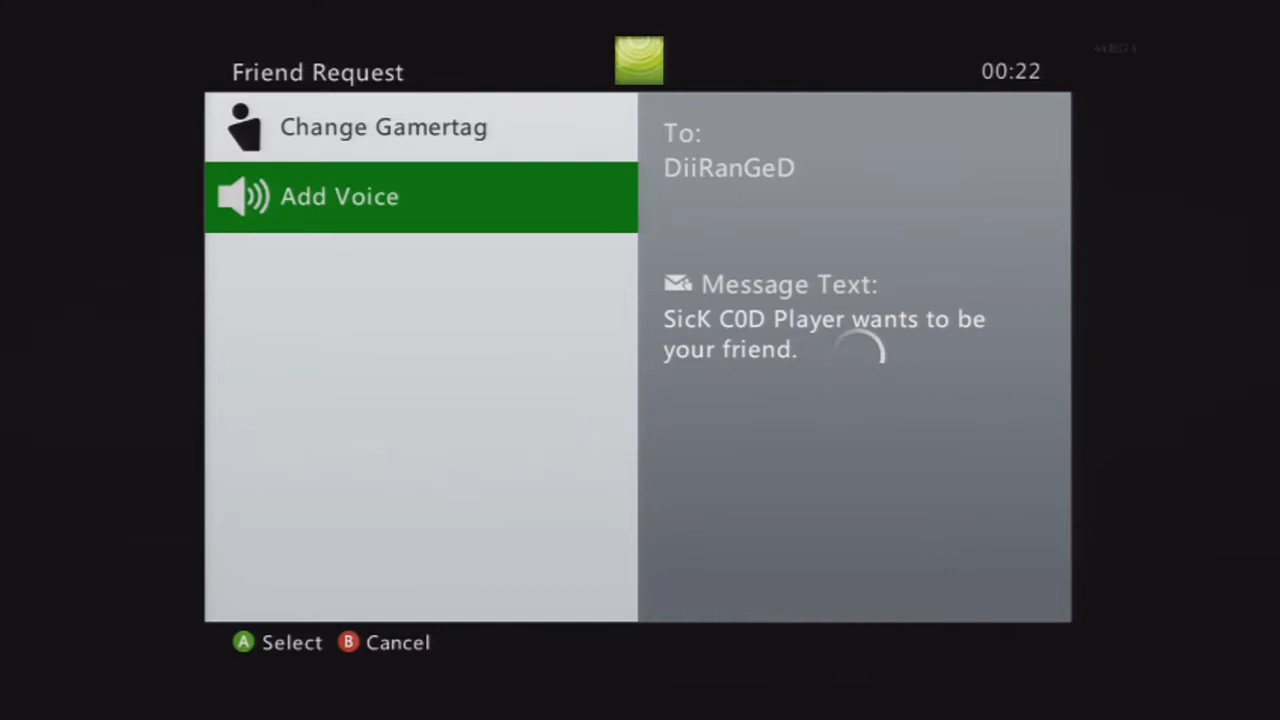 Friend Request
00:22
Change Gamertag
Add Voice
To:
DiiRanGeD
Message Text:
SicK C0D Player wants to be
your friend.
A Select B Cancel